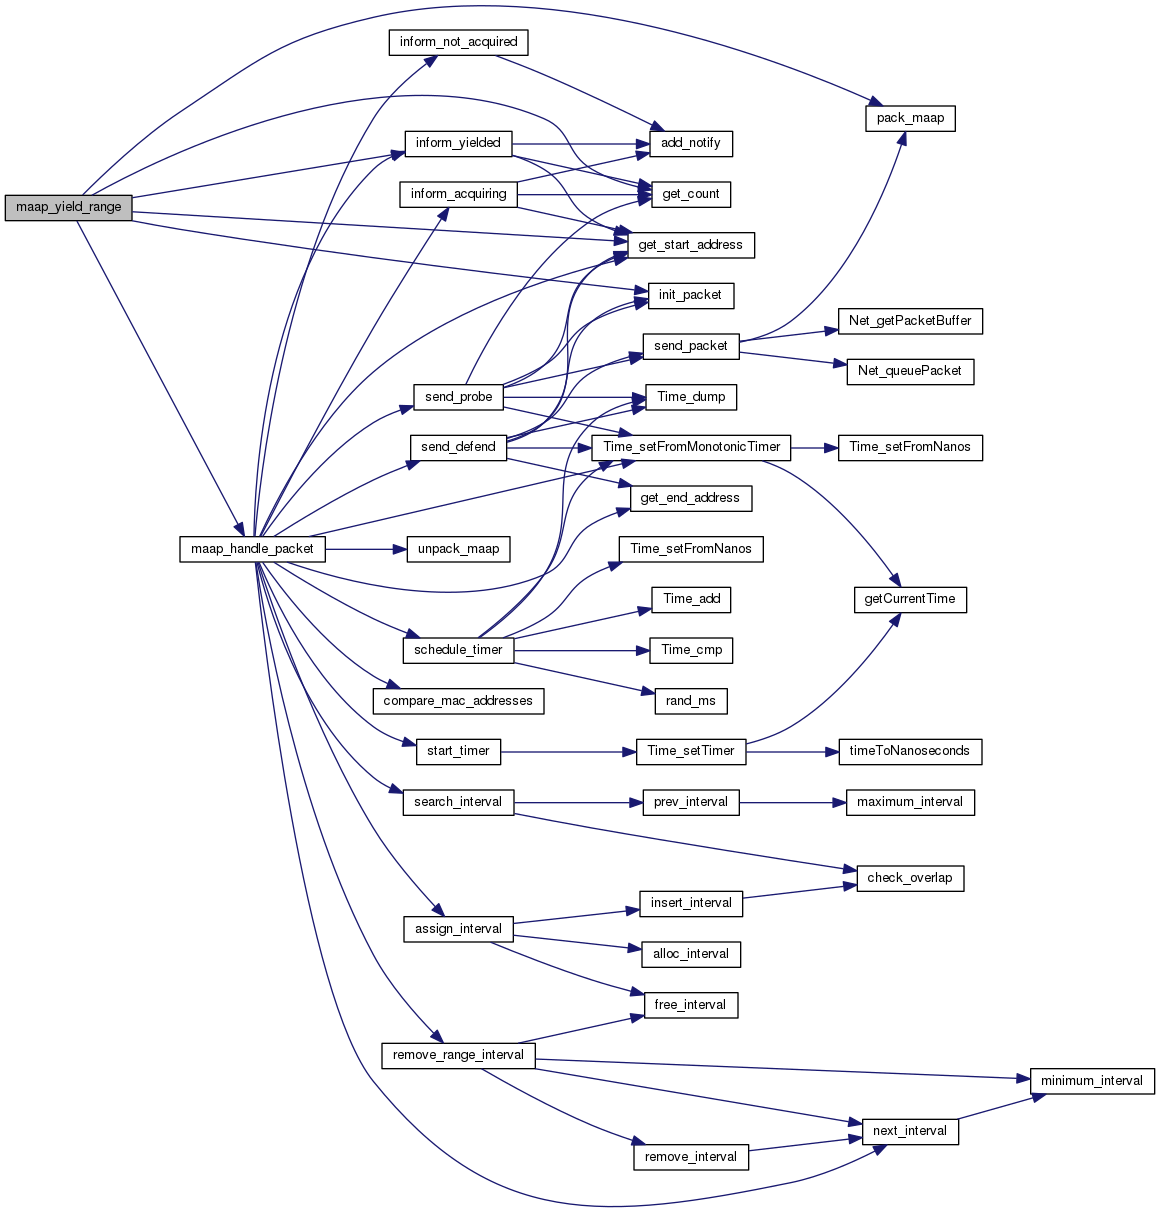 inform_not_acquired
pack_maap
inform_yielded
add_notify
inform_acquiring
get_count
maap_yield_range
get_start_address
init_packet
Net_getPacketBuffer
send_packet
Net_queuePacket
send_probe
Time_dump
send_defend
Time_setFromMonotonicTimer
Time_setFromNanos
get_end_address
maap_handle_packet
unpack_maap
Time_setFromNanos
Time_add
getCurrentTime
schedule_timer
Time_cmp
compare_mac_addresses
rand_ms
start_timer
Time_setTimer
timeToNanoseconds
search_interval
prev_interval
maximum_interval
check_overlap
insert_interval
assign_interval
alloc_interval
free_interval
remove_range_interval
minimum_interval
next_interval
remove_interval